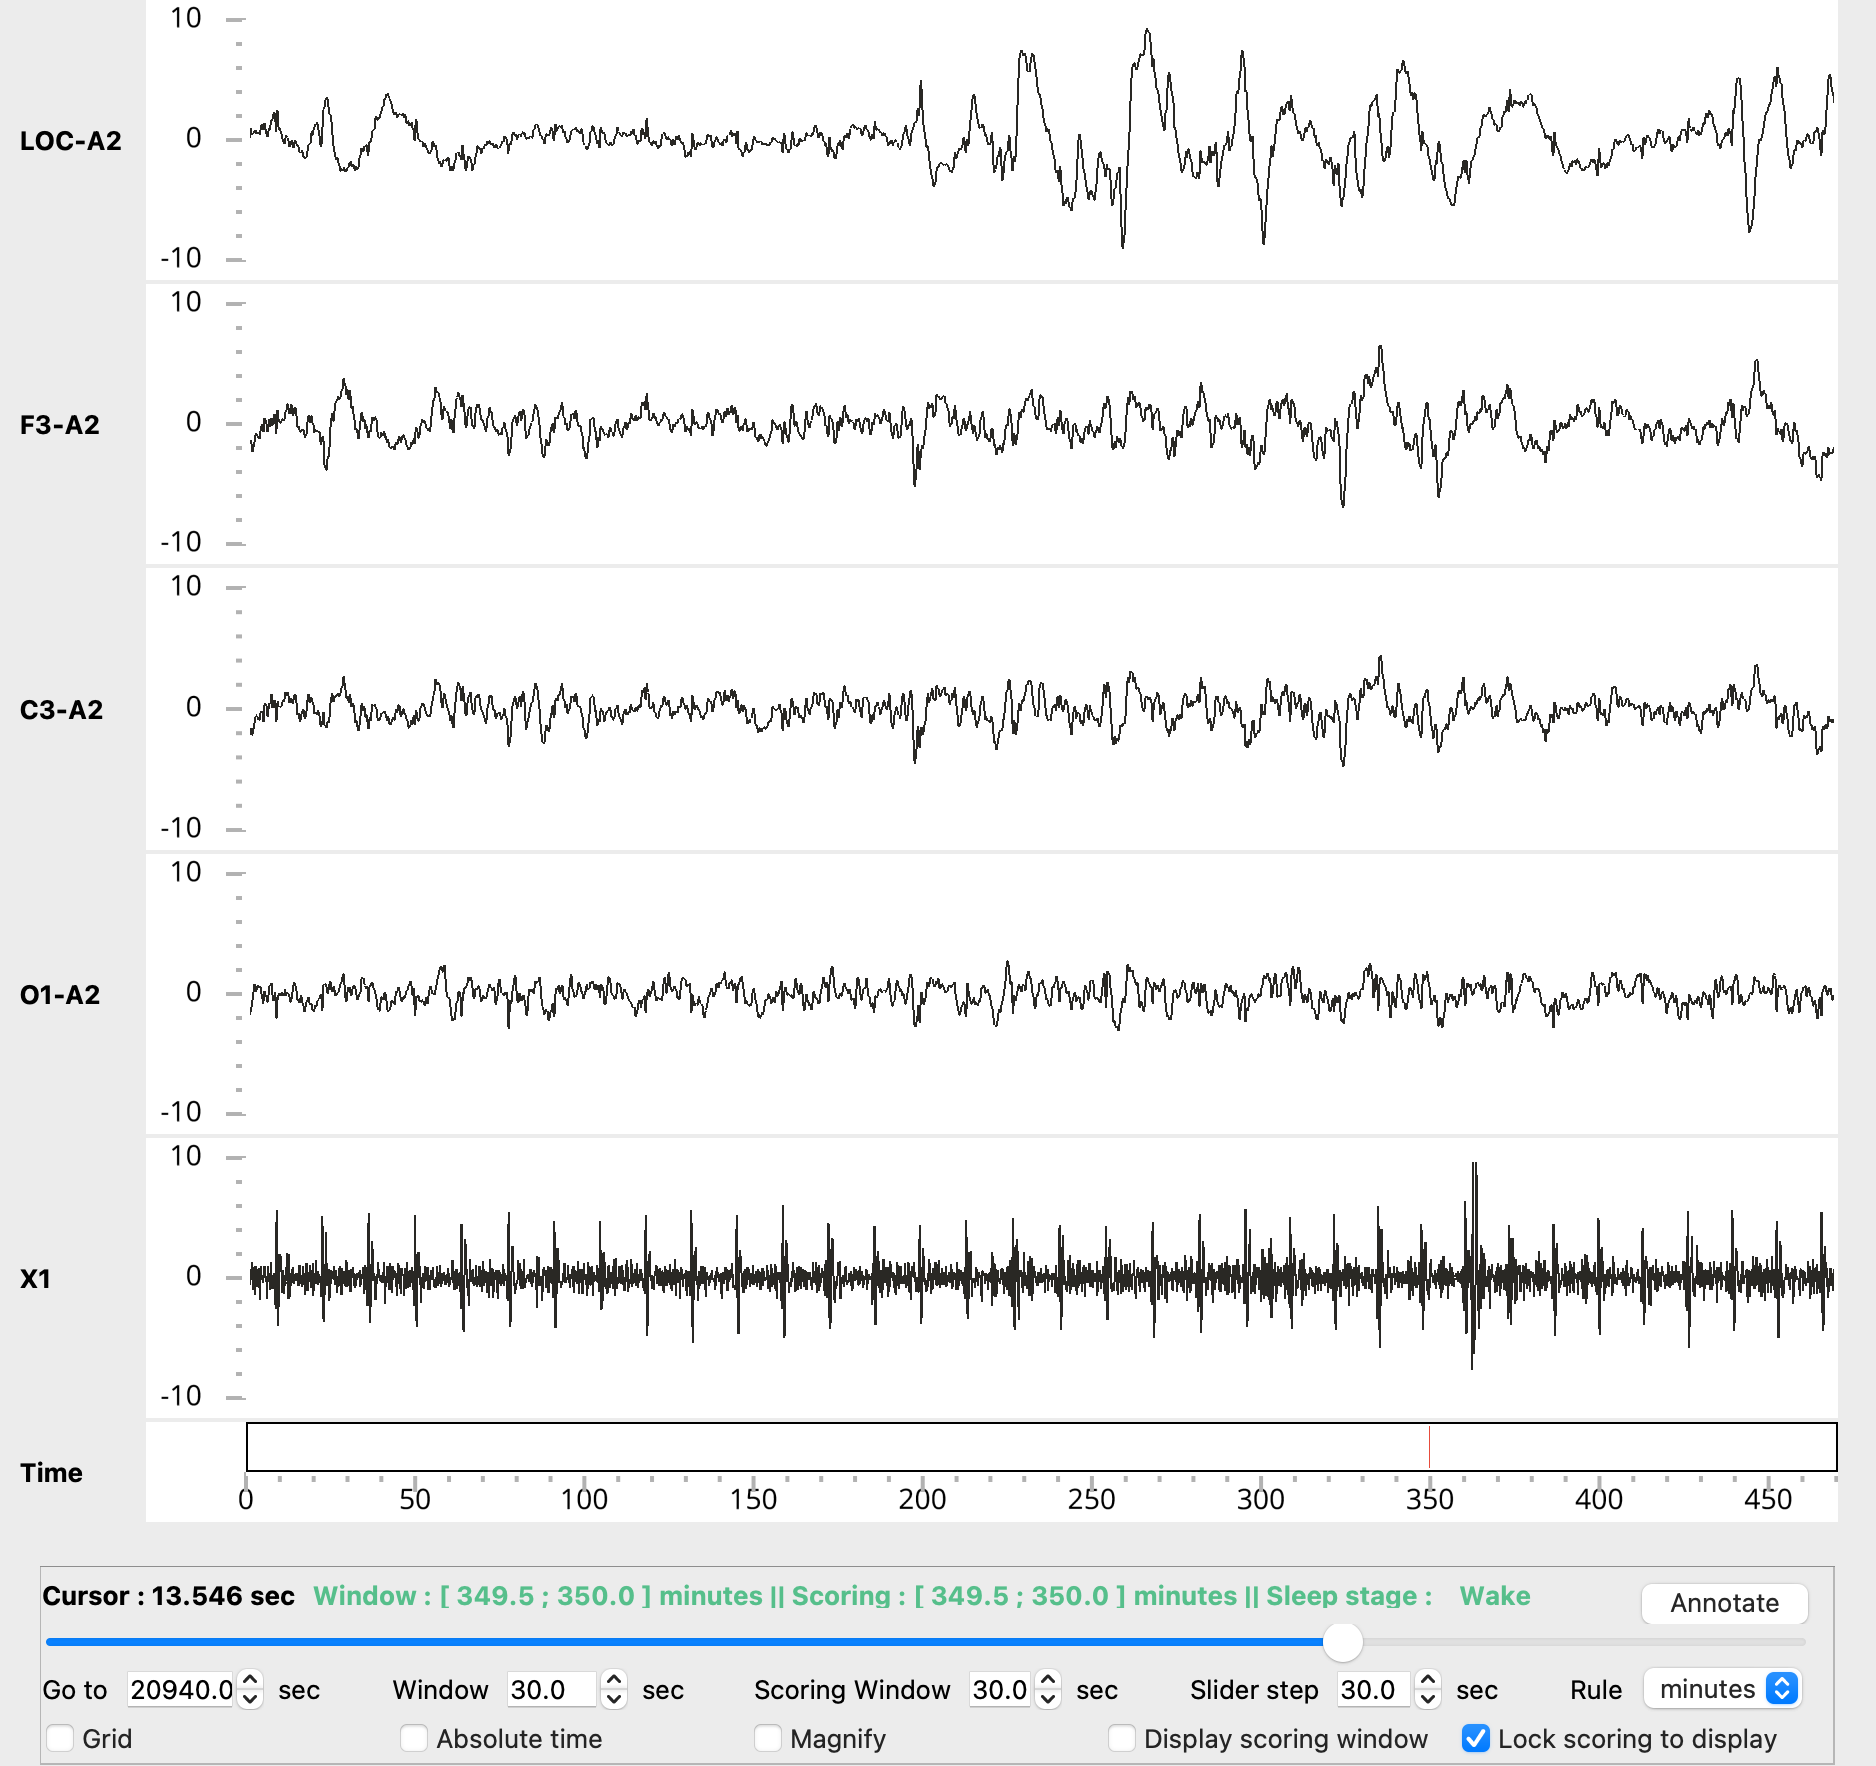 10
LOC-A2
0
-10
10
F3-A2
0
-10
10
C3-A2
0
-10
10
O1-A2
0
-10
10
X1
0
-10
Time
0 50 100 150 200 250 300 350 400 450
Cursor : 13.546 sec Window : [ 349.5 ; 350.0 ] minutes || Scoring : [ 349.5 ; 350.0 ] minutes || Sleep stage : Wake
Annotate
Go to 20940.0 sec Window 30.0 sec Scoring Window 30.0 sec Slider step 30.0 sec Rule minutes
Grid Absolute time Magnify Display scoring window Lock scoring to display